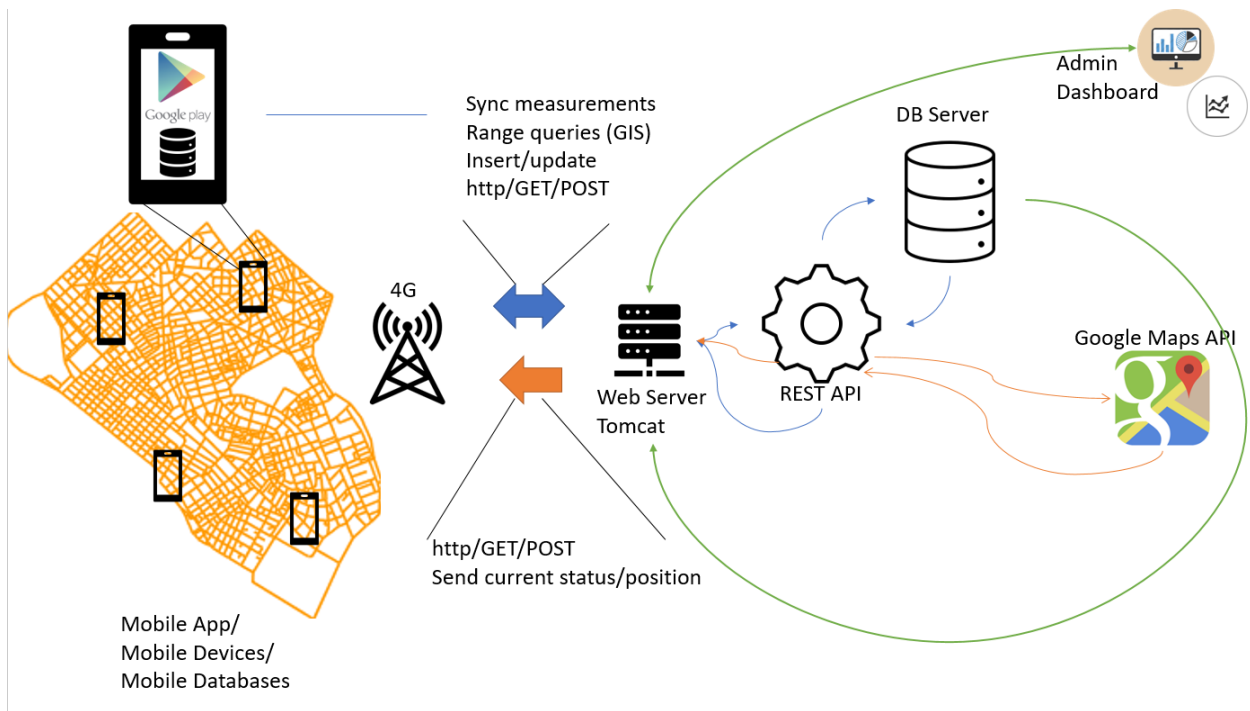 Google play
Sync measurements
Range queries (GIS)
Insert/update
http/GET/POST
Admin
Dashboard
DB Server
4G
Google Maps API
Web Server
Tomcat
REST API
g
http/GET/POST
Send current status/position
Mobile App/
Mobile Devices/
Mobile Databases